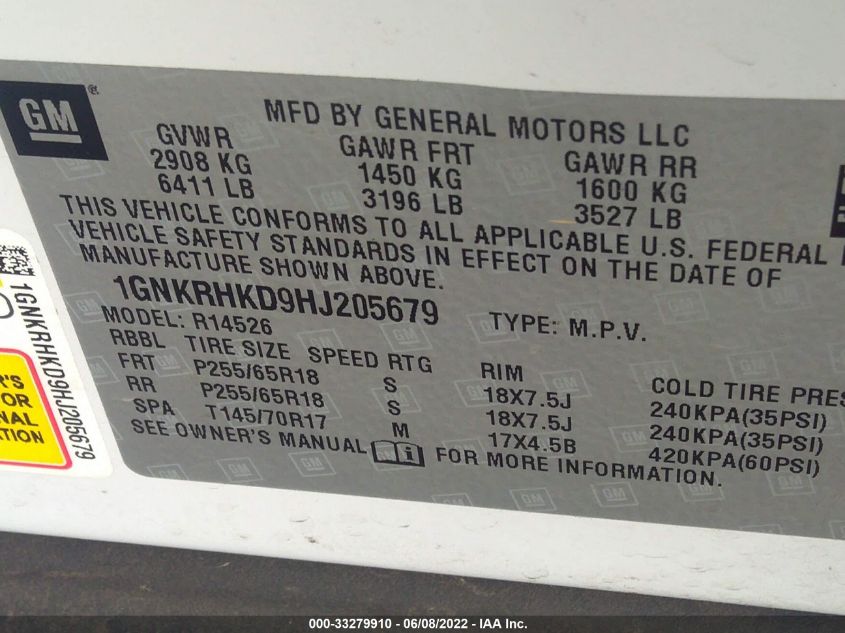 GM ®
MFD BY GENERAL MOTORS LLC
GVWR GAWR FRT GAWR RR
2908 KG 1450 KG 1600 KG
6411 LB 3196 LB 3527 LB
THIS VEHICLE CONFORMS TO ALL APPLICABLE U.S. FEDERAL
VEHICLE SAFETY STANDARDS IN EFFECT ON THE DATE OF
MANUFACTURE SHOWN ABOVE.
1GNKRHKD9HJ205679 TYPE: M.P.V.
MODEL: R14526
RBBL TIRE SIZE SPEED RTG RIM COLD TIRE PRES
FRT P255/65R18 S 18X7.5J 240KPA(35PSI)
RR P255/65R18 S 18X7.5J 240KPA(35PSI)
SPA T145/70R17 M 17X4.5B 420KPA(60PSI)
SEE OWNER'S MANUAL i FOR MORE INFORMATION.
1GNKRHKD9HJ205679
R'S
OR
NAL
ATION
000-33279910 - 06/08/2022 - IAA Inc.